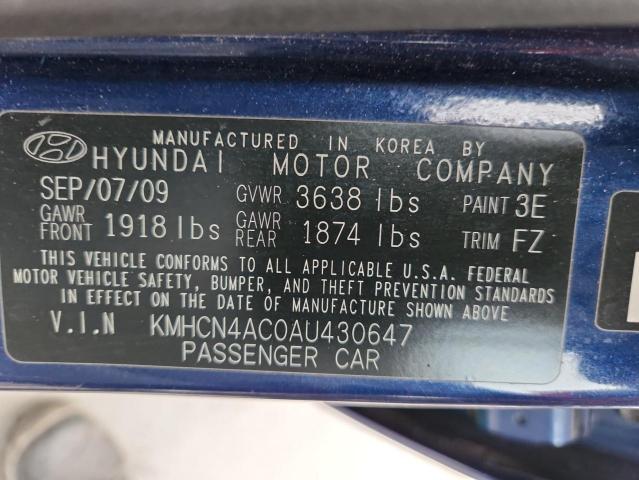 MANUFACTURED IN KOREA BY
HYUNDAI MOTOR COMPANY
SEP/07/09 GVWR 3638 lbs PAINT 3E
GAWR FRONT 1918 lbs GAWR REAR 1874 lbs TRIM FZ
THIS VEHICLE CONFORMS TO ALL APPLICABLE U.S.A. FEDERAL
MOTOR VEHICLE SAFETY, BUMPER, AND THEFT PREVENTION STANDARDS
IN EFFECT ON THE DATE OF MANUFACTURE SHOWN ABOVE.
V.I.N KMHCN4AC0AU430647
PASSENGER CAR